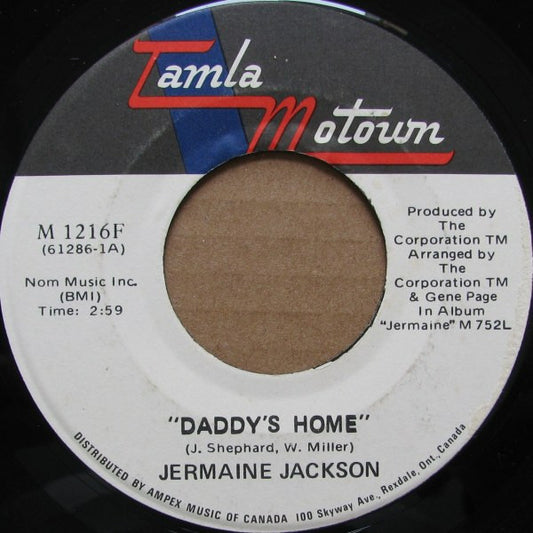 Tamla
Motown
M 1216F
(61286-1A)
Nom Music Inc.
(BMI)
Time: 2:59
Produced by
The
Corporation TM
Arranged by
The
Corporation TM
& Gene Page
In Album
"Jermaine" M 752L
"DADDY'S HOME"
(J. Shephard, W. Miller)
JERMAINE JACKSON
DISTRIBUTED BY AMPEX MUSIC OF CANADA 100 Skyway Ave., Rexdale, Ont., Canada